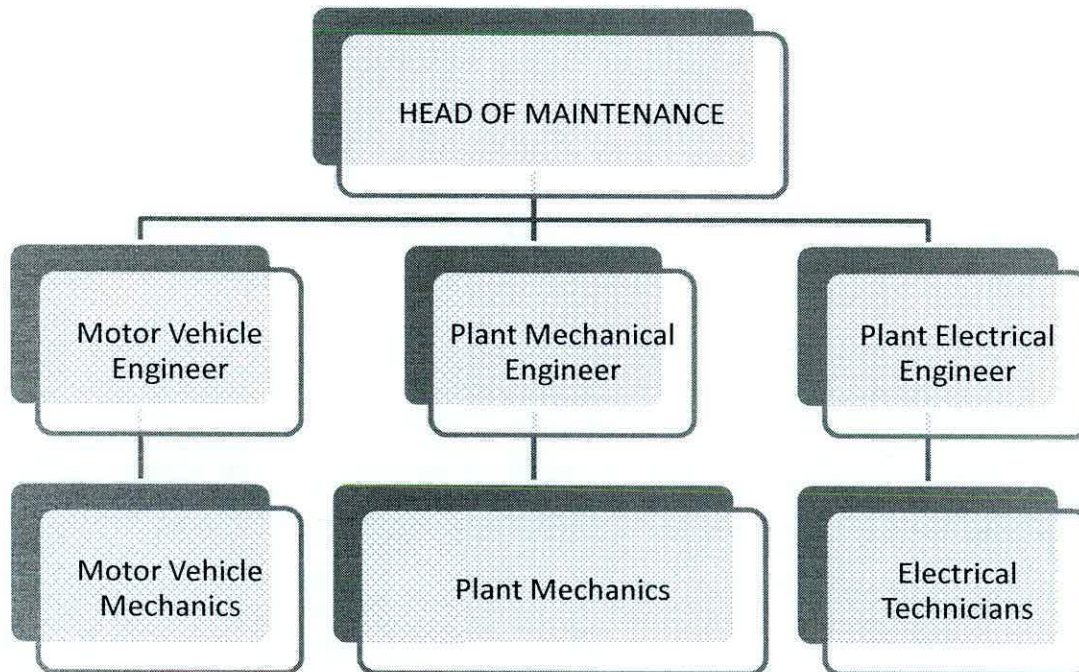 HEAD OF MAINTENANCE
Motor Vehicle
Engineer
Plant Mechanical
Engineer
Plant Electrical
Engineer
Motor Vehicle
Mechanics
Plant Mechanics
Electrical
Technicians